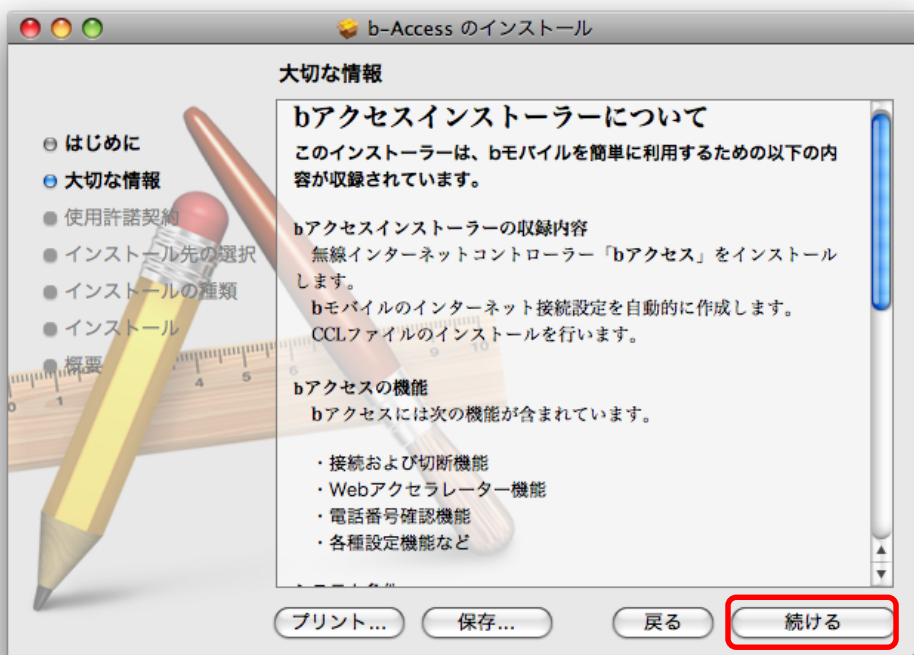 b-Access のインストール
大切な情報
はじめに
大切な情報
使用許諾契約
インストール先の選択
インストールの種類
インストール
概要
bアクセスインストーラーについて
このインストーラーは、bモバイルを簡単に利用するための以下の内
容が収録されています。
bアクセスインストーラーの収録内容
無線インターネットコントローラー「bアクセス」をインストール
します。
bモバイルのインターネット接続設定を自動的に作成します。
CCLファイルのインストールを行います。
bアクセスの機能
bアクセスには次の機能が含まれています。
・接続および切断機能
・Webアクセラレーター機能
・電話番号確認機能
・各種設定機能など
プリント...
保存...
戻る
続ける
0 1 4 5 9 10